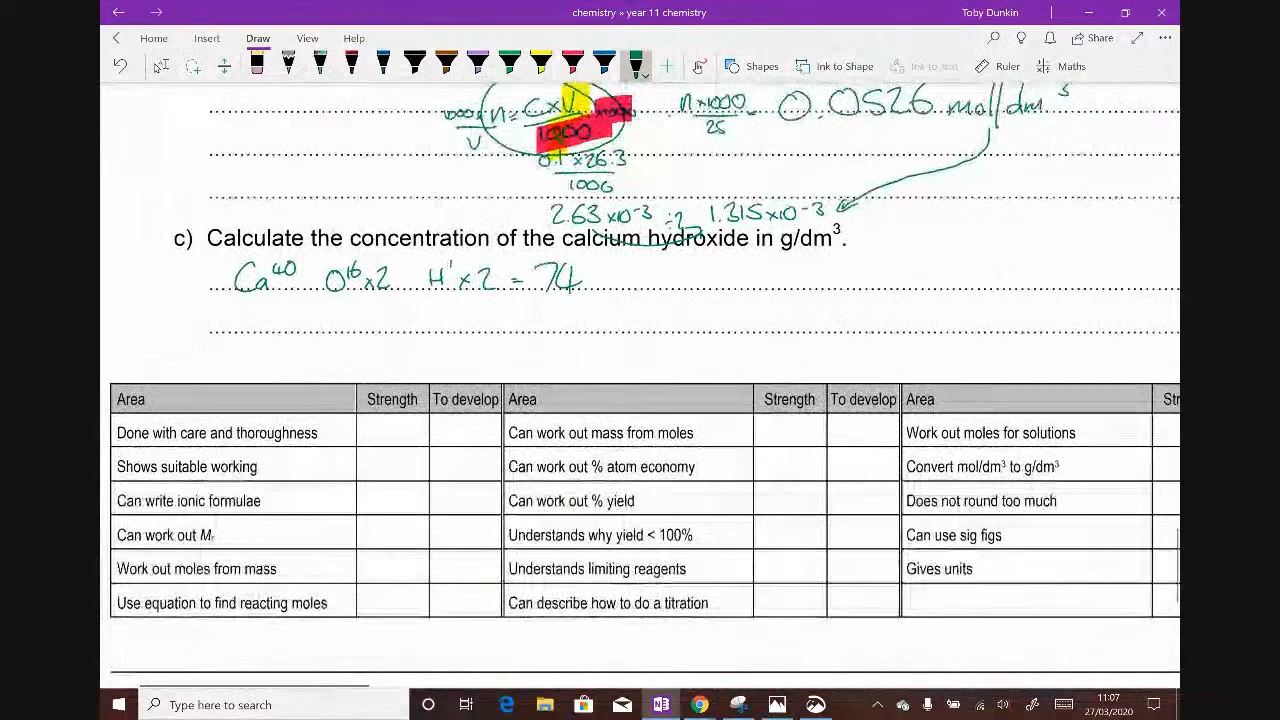 chemistry » year 11 chemistry Toby Dunkin
Home Insert Draw View Help Share
Shapes Ink to Shape Ink to Text Ruler Maths
1000 n = C×V n×1000 = 0.0526 mol/dm³
V 1000 25
0.1 × 26.3
1000
2.63×10⁻³ ÷2 1.315×10⁻³
c) Calculate the concentration of the calcium hydroxide in g/dm³.
Ca⁴⁰ O¹⁶×2 H¹×2 = 74
Area Strength To develop Area Strength To develop Area Str
Done with care and thoroughness Can work out mass from moles Work out moles for solutions
Shows suitable working Can work out % atom economy Convert mol/dm³ to g/dm³
Can write ionic formulae Can work out % yield Does not round too much
Can work out Mᵣ Understands why yield < 100% Can use sig figs
Work out moles from mass Understands limiting reagents Gives units
Use equation to find reacting moles Can describe how to do a titration
Type here to search 11:07
27/03/2020